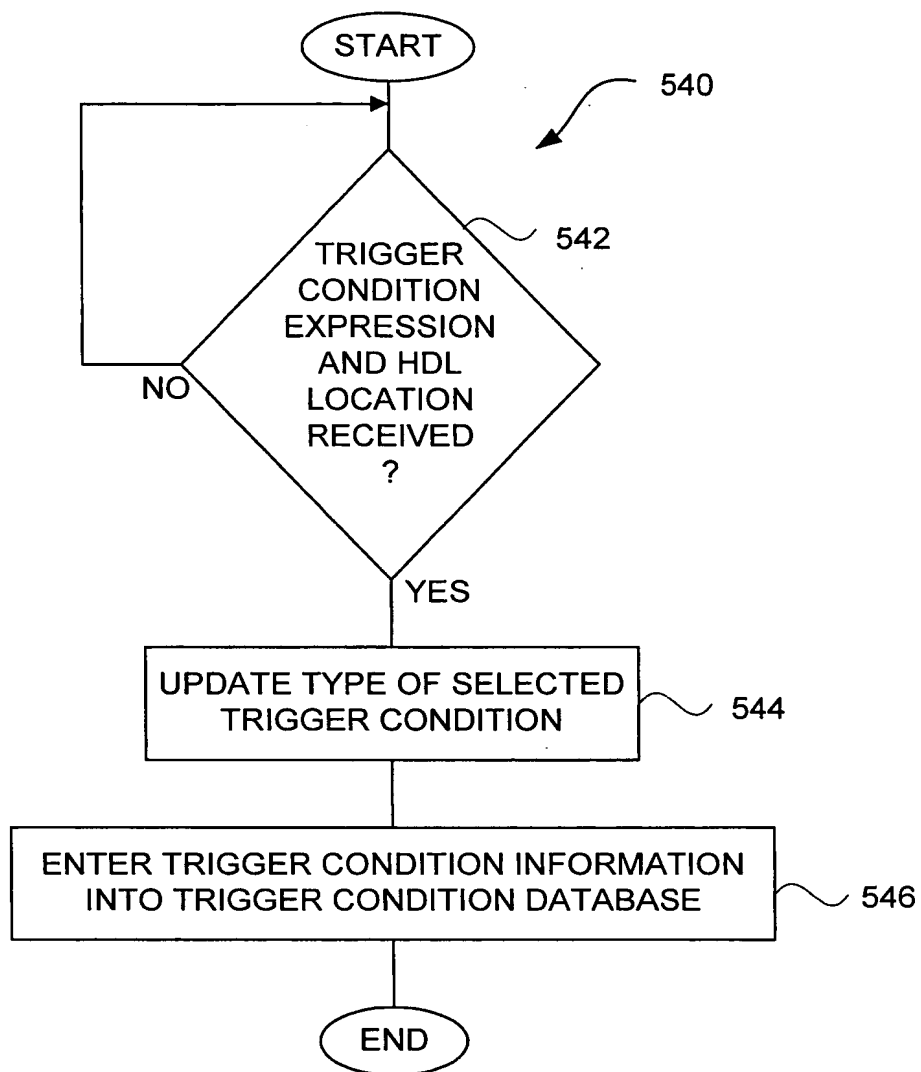 START
540
542
TRIGGER
CONDITION
EXPRESSION
AND HDL
LOCATION
RECEIVED
?
NO
YES
UPDATE TYPE OF SELECTED
TRIGGER CONDITION
544
ENTER TRIGGER CONDITION INFORMATION
INTO TRIGGER CONDITION DATABASE
546
END